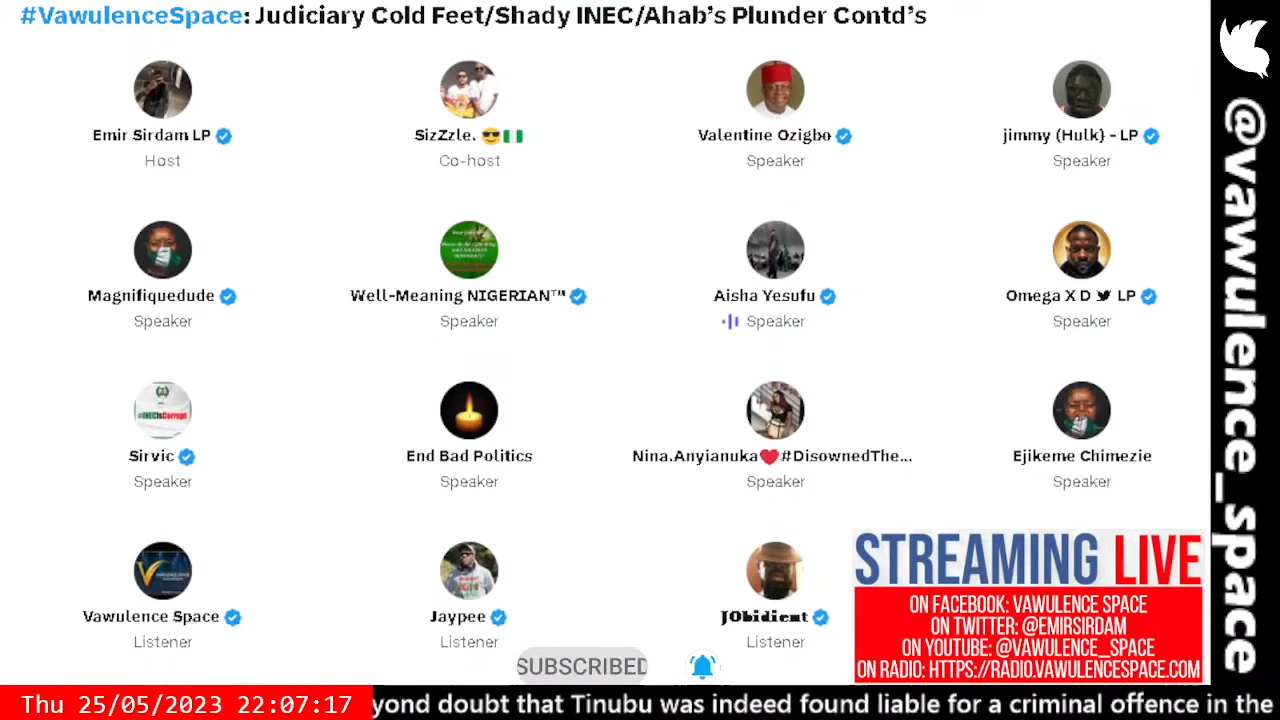 #VawulenceSpace: Judiciary Cold Feet/Shady INEC/Ahab's Plunder Contd's
Emir Sirdam LP
Host
SizZzle. 😎🇳🇬
Co-host
Valentine Ozigbo
Speaker
jimmy (Hulk) - LP
Speaker
Magnifiquedude
Speaker
Well-Meaning NIGERIAN™
Speaker
Aisha Yesufu
Speaker
Omega X D LP
Speaker
#INECIsCorrupt
Sirvic
Speaker
End Bad Politics
Speaker
Nina.Anyianuka❤️#DisownedThe...
Speaker
Ejikeme Chimezie
Speaker
Vawulence Space
Listener
Jaypee
Listener
JObidient
Listener
STREAMING LIVE
ON FACEBOOK: VAWULENCE SPACE
ON TWITTER: @EMIRSIRDAM
ON YOUTUBE: @VAWULENCE_SPACE
ON RADIO: HTTPS://RADIO.VAWULENCESPACE.COM
@vawulence_space
SUBSCRIBED
Thu 25/05/2023 22:07:17
yond doubt that Tinubu was indeed found liable for a criminal offence in the